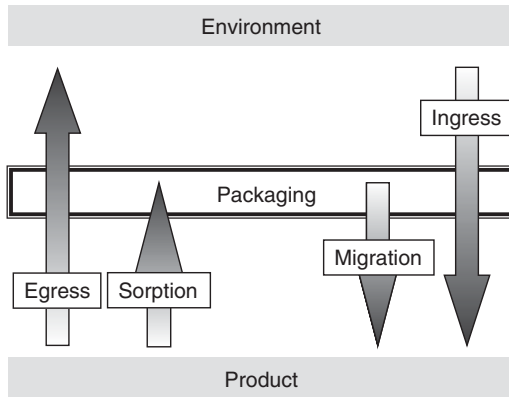 Environment
Ingress
Packaging
Migration
Egress
Sorption
Product